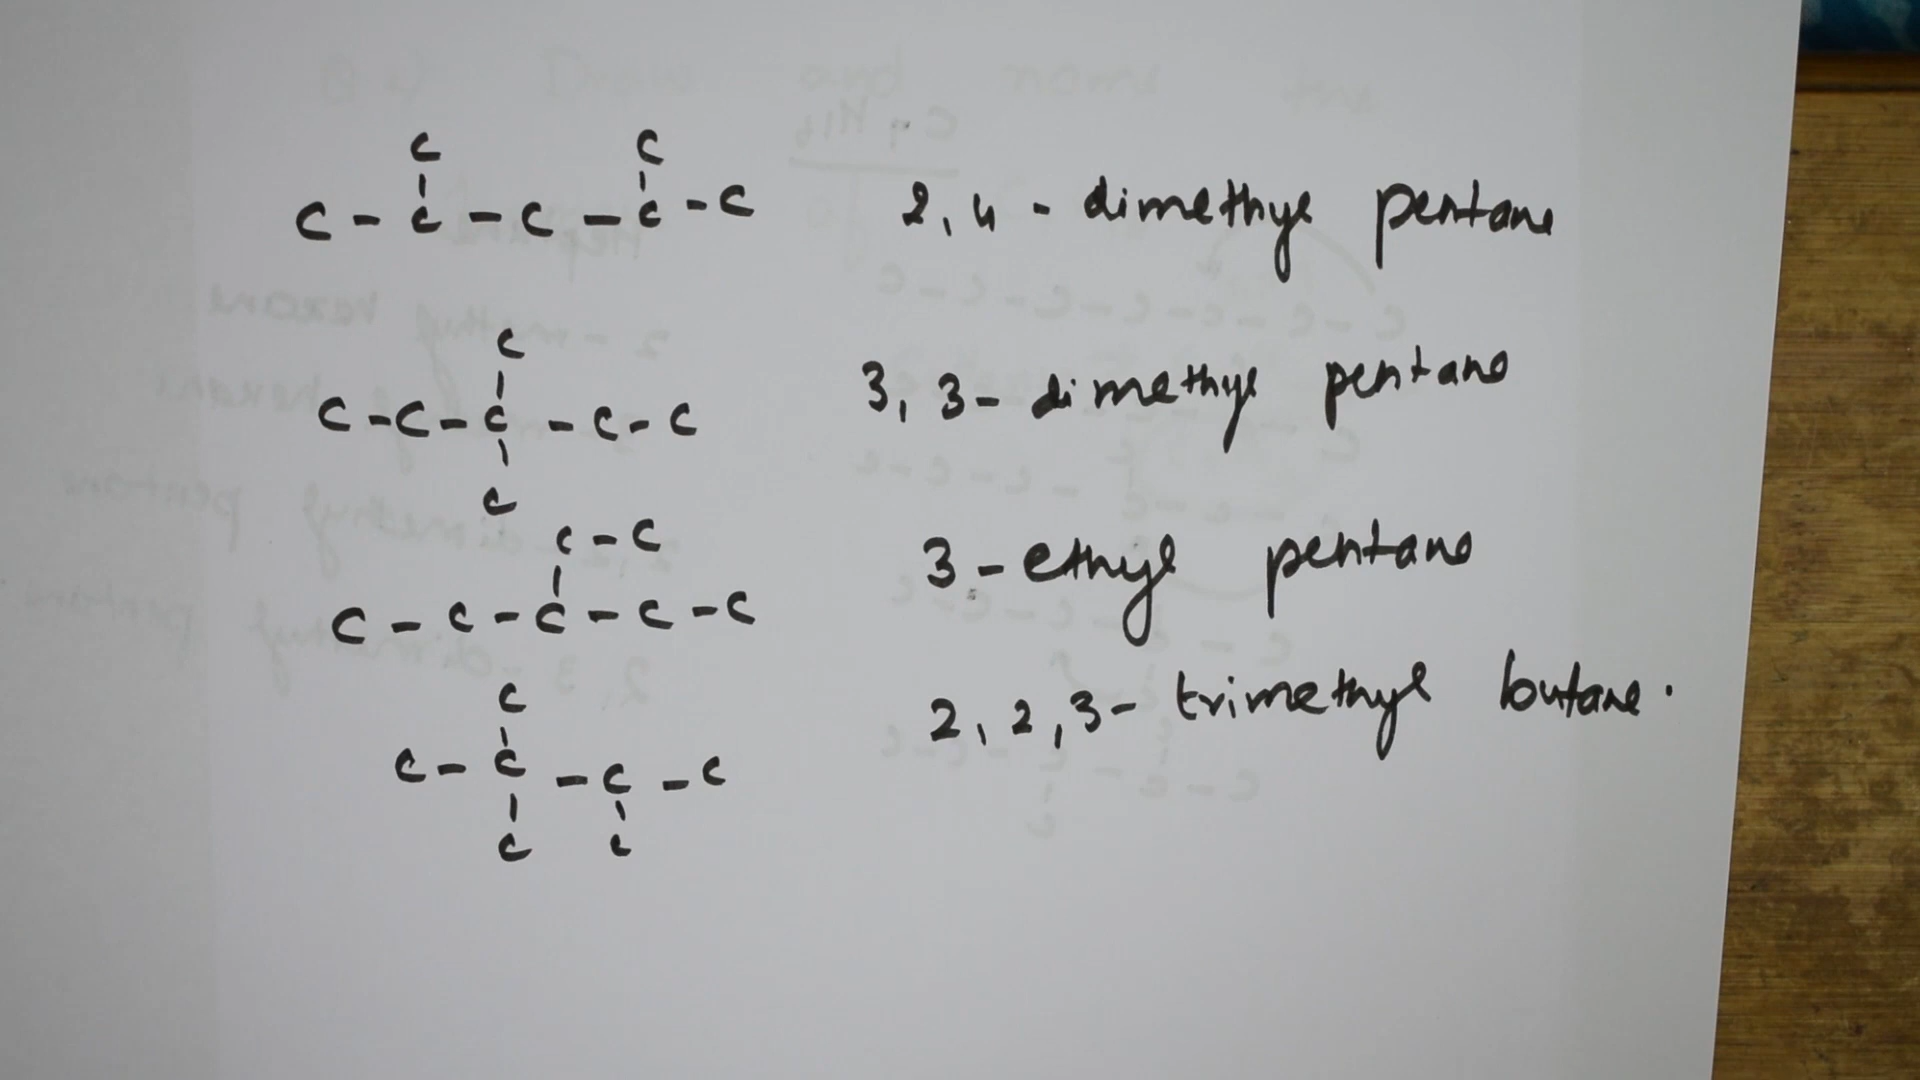 C C
C - C - C - C - C 2, 4 - dimethyl pentane
C
C - C - C - C - C 3, 3 - dimethyl pentane
C
C - C
C - C - C - C - C 3 - ethyl pentane
C
C - C - C - C 2, 2, 3 - trimethyl butane.
C C